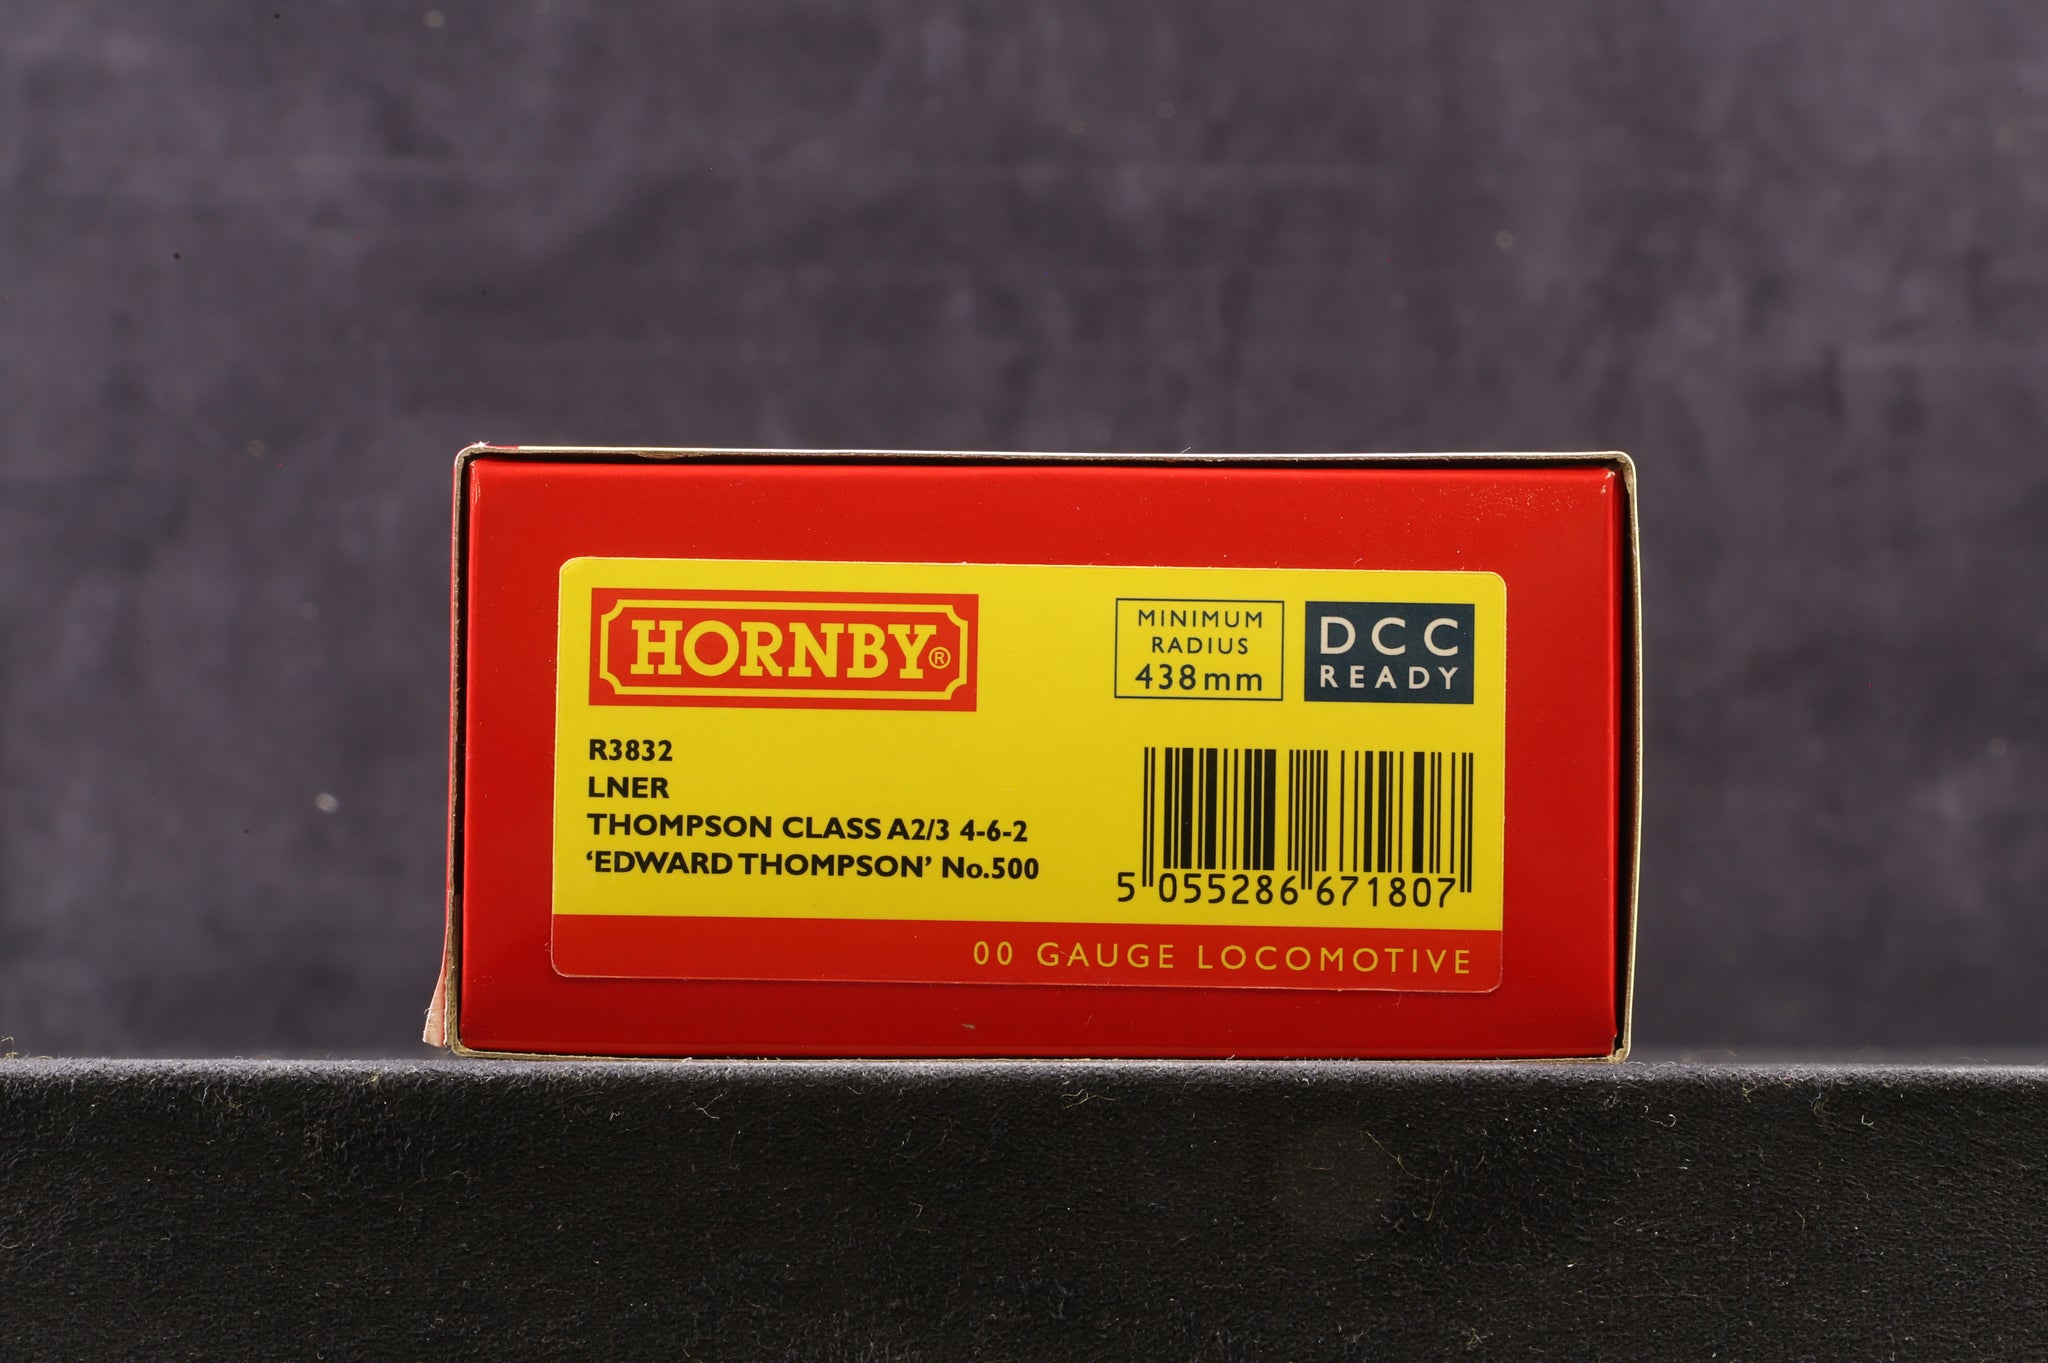 HORNBY®
MINIMUM
RADIUS
438mm
DCC
READY
R3832
LNER
THOMPSON CLASS A2/3 4-6-2
‘EDWARD THOMPSON’ No.500
5 055286 671807
00 GAUGE LOCOMOTIVE